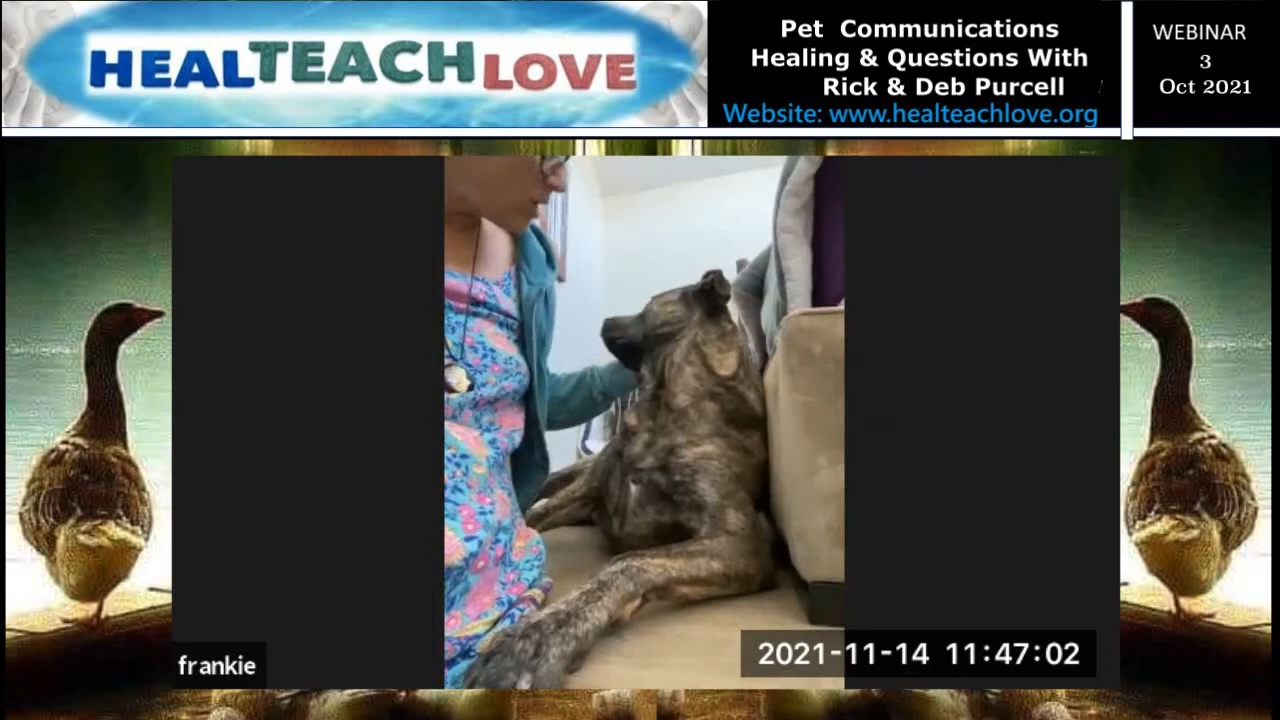 HEALTEACHLOVE
Pet Communications
Healing & Questions With
Rick & Deb Purcell
Website: www.healteachlove.org
WEBINAR
3
Oct 2021
frankie
2021-11-14 11:47:02